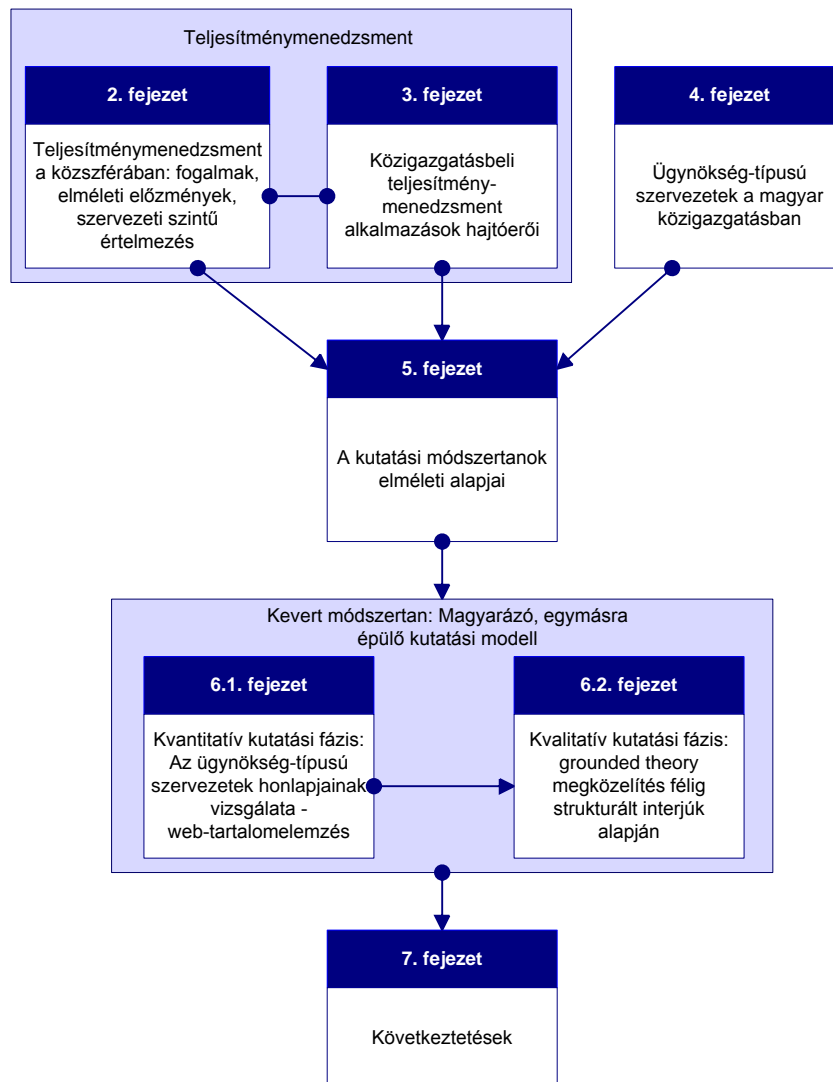 Teljesítménymenedzsment
2. fejezet
Teljesítménymenedzsment
a közszférában: fogalmak,
elméleti előzmények,
szervezeti szintű
értelmezés
3. fejezet
Közigazgatásbeli
teljesítmény-
menedzsment
alkalmazások hajtóerői
4. fejezet
Ügynökség-típusú
szervezetek a magyar
közigazgatásban
5. fejezet
A kutatási módszertanok
elméleti alapjai
Kevert módszertan: Magyarázó, egymásra
épülő kutatási modell
6.1. fejezet
Kvantitatív kutatási fázis:
Az ügynökség-típusú
szervezetek honlapjainak
vizsgálata -
web-tartalomelemzés
6.2. fejezet
Kvalitatív kutatási fázis:
grounded theory
megközelítés félig
strukturált interjúk
alapján
7. fejezet
Következtetések